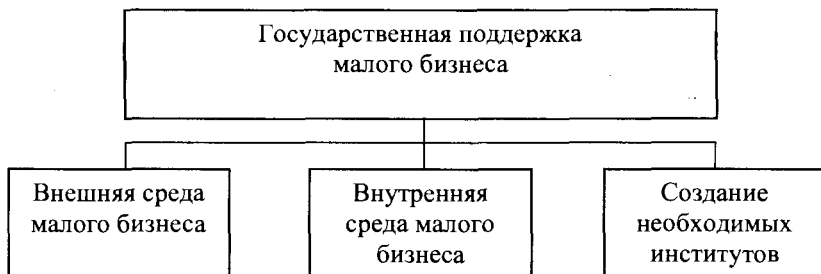 Государственная поддержка
малого бизнеса
Внешняя среда
малого бизнеса
Внутренняя
среда малого
бизнеса
Создание
необходимых
институтов